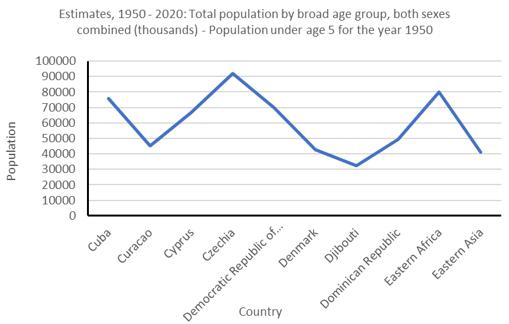 Estimates, 1950 - 2020: Total population by broad age group, both sexes
combined (thousands) - Population under age 5 for the year 1950
100000
90000
80000
70000
60000
50000
40000
30000
20000
10000
0
Population
Cuba
Curacao
Cyprus
Czechia
Democratic Republic of...
Denmark
Djibouti
Dominican Republic
Eastern Africa
Eastern Asia
Country